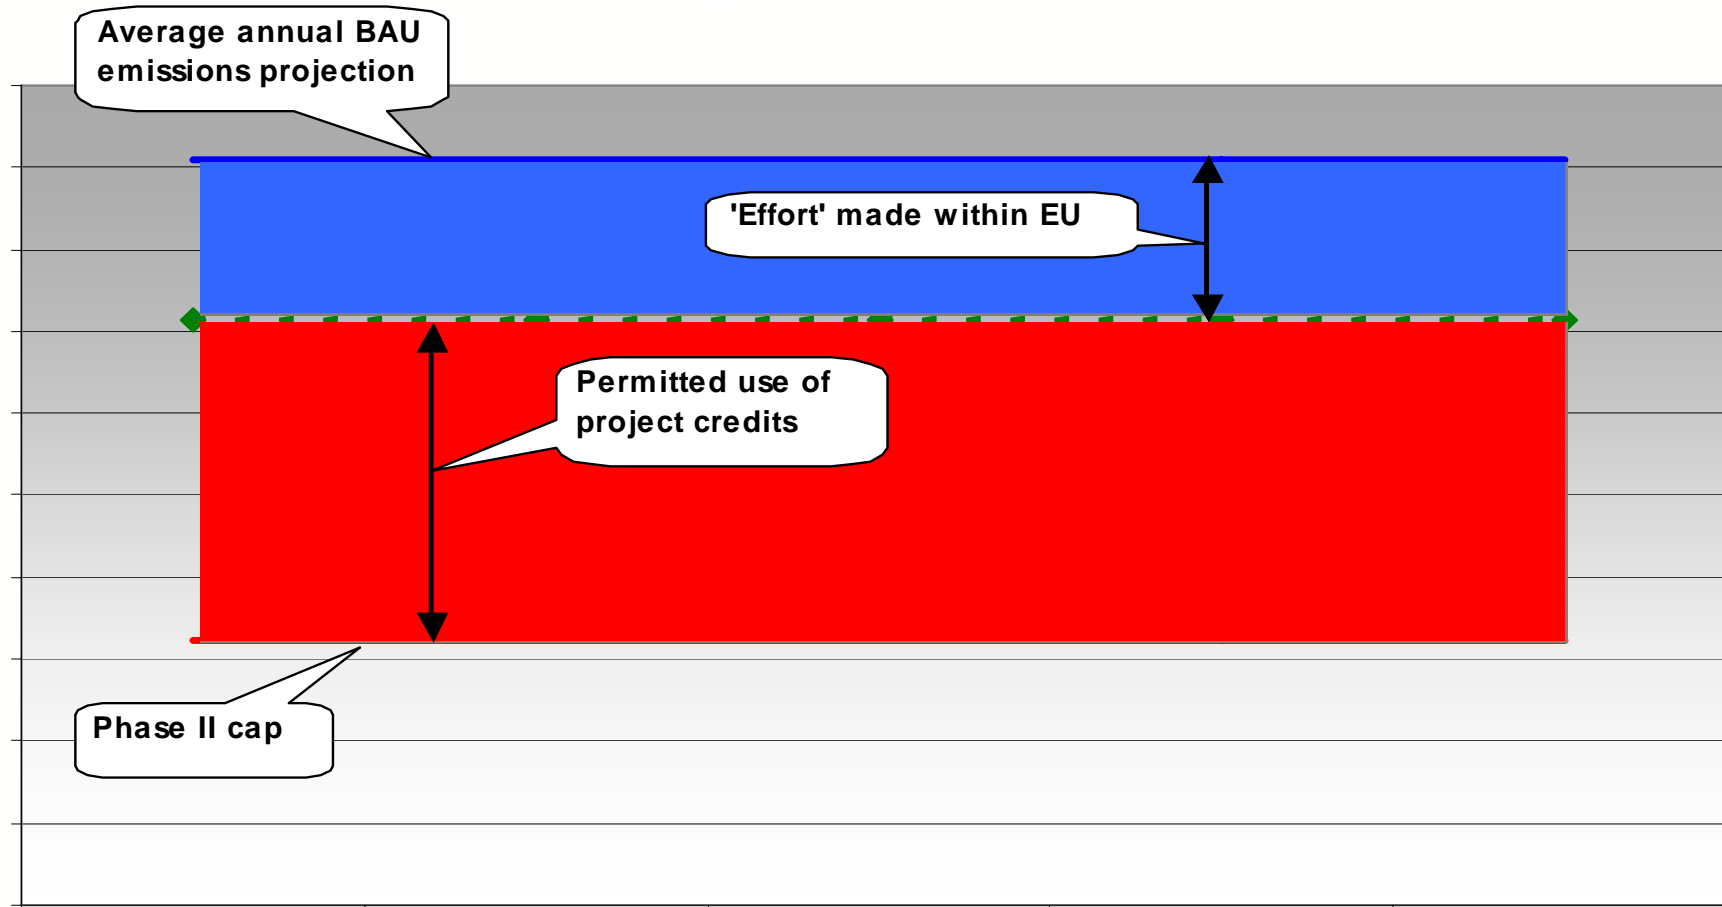 Average annual BAU
emissions projection
'Effort' made within EU
Permitted use of
project credits
Phase II cap